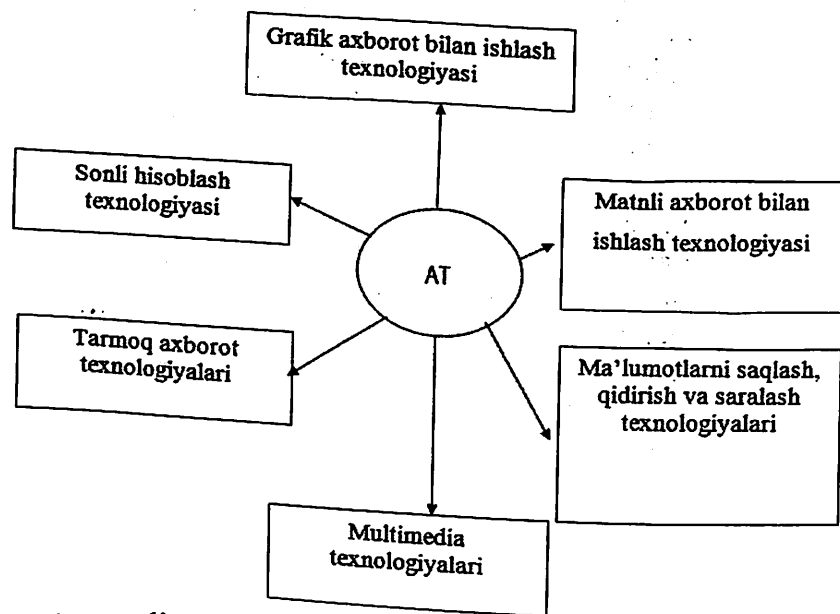 Grafik axborot bilan ishlash
texnologiyasi
Sonli hisoblash
texnologiyasi
Matnli axborot bilan
ishlash texnologiyasi
AT
Tarmoq axborot
texnologiyalari
Ma'lumotlarni saqlash,
qidirish va saralash
texnologiyalari
Multimedia
texnologiyalari